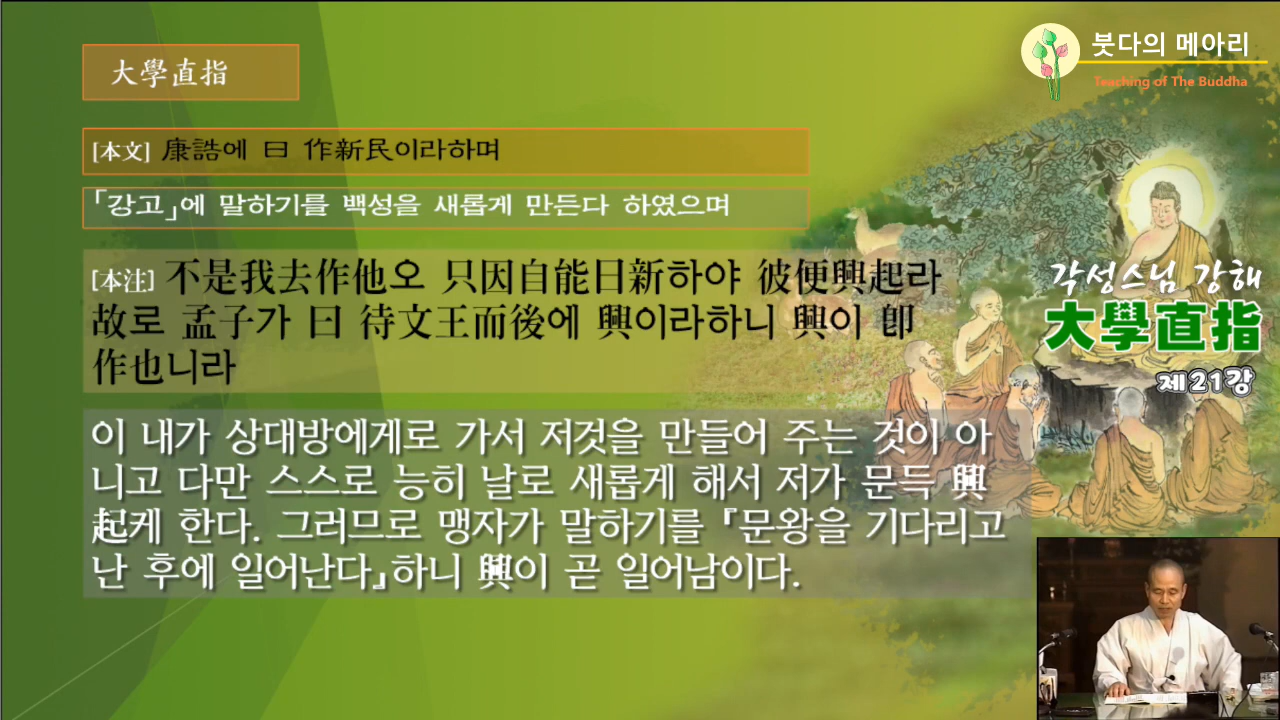 大學直指
붓다의 메아리
Teaching of The Buddha
[本文] 康誥에 曰 作新民이라하며
「강고」에 말하기를 백성을 새롭게 만든다 하였으며
[本注] 不是我去作他오 只因自能日新하야 彼便興起라
故로 孟子가 曰 待文王而後에 興이라하니 興이 卽
作也니라
이 내가 상대방에게로 가서 저것을 만들어 주는 것이 아
니고 다만 스스로 능히 날로 새롭게 해서 저가 문득 興
起케 한다. 그러므로 맹자가 말하기를 『문왕을 기다리고
난 후에 일어난다』하니 興이 곧 일어남이다.
각성스님 강해
大學直指
제21강